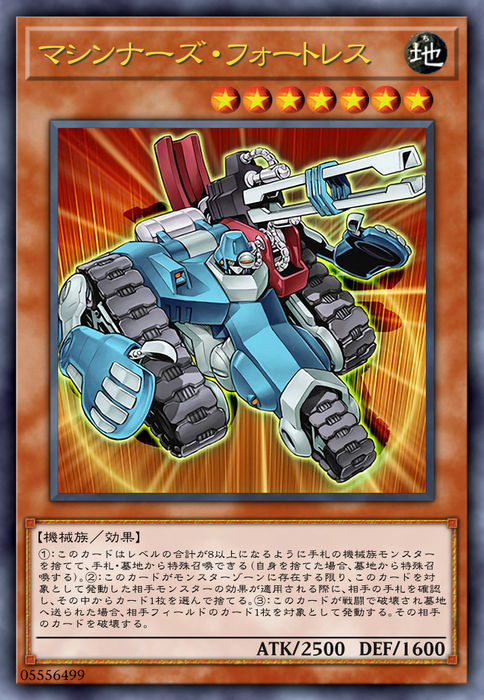 マシンナーズ・フォートレス
ち
地
【機械族／効果】
①：このカードはレベルの合計が8以上になるように手札の機械族モンスター
を捨てて、手札・墓地から特殊召喚できる(自身を捨てた場合、墓地から特殊召喚
する)。②：このカードがモンスターゾーンに存在する限り、このカードを対
象として発動した相手モンスターの効果が適用される際に、相手の手札を確認
し、その中からカード1枚を選んで捨てる。③：このカードが戦闘で破壊され墓地
へ送られた場合、相手フィールドのカード1枚を対象として発動する。その相手
のカードを破壊する。
ATK/2500 DEF/1600
05556499